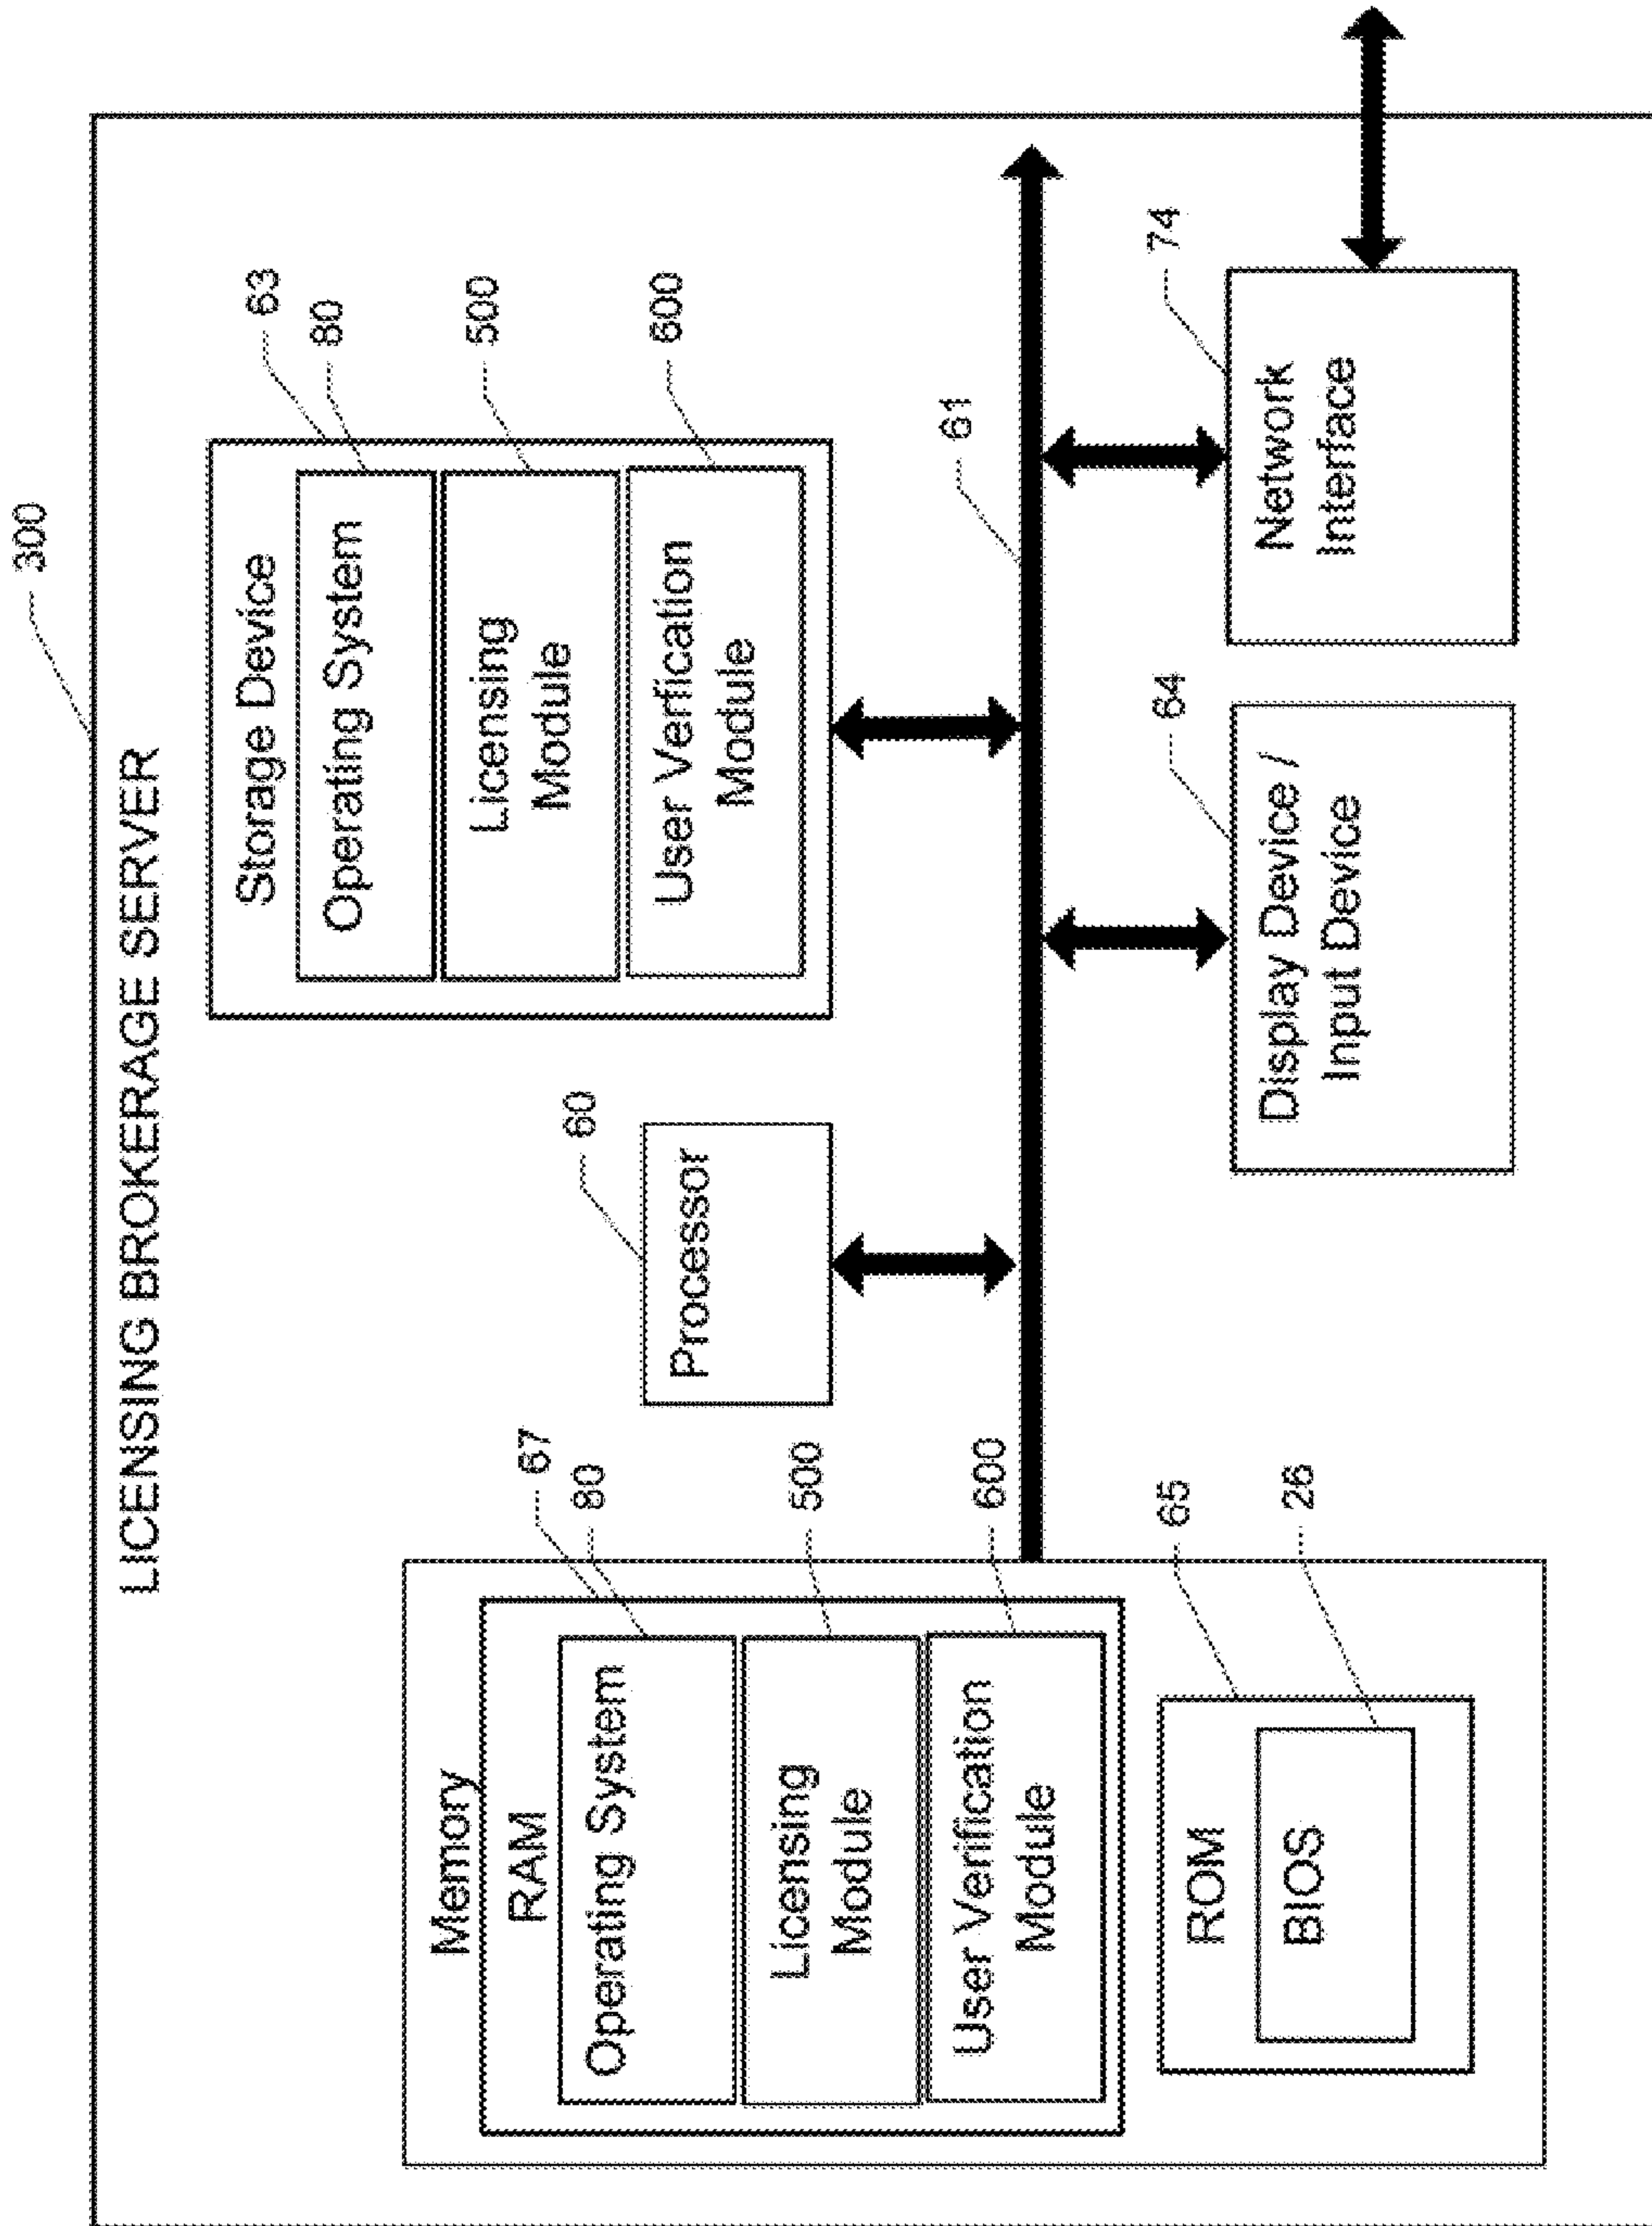 300
LICENSING BROKERAGE SERVER
Memory
RAM
67
Operating System
80
Licensing
Module
500
User Verification
Module
600
ROM
65
BIOS
26
Processor
60
Storage Device
63
Operating System
80
Licensing
Module
500
User Verfication
Module
600
61
Display Device /
Input Device
64
Network
Interface
74